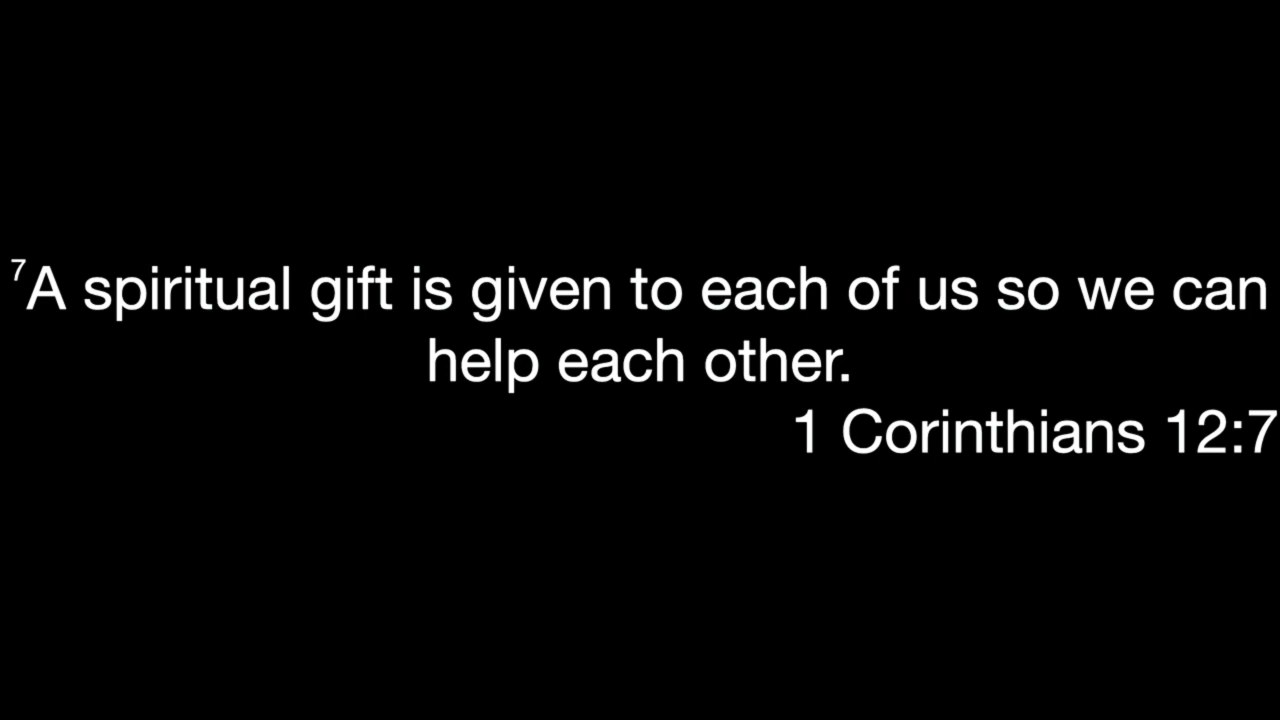 ⁷A spiritual gift is given to each of us so we can
help each other.
1 Corinthians 12:7